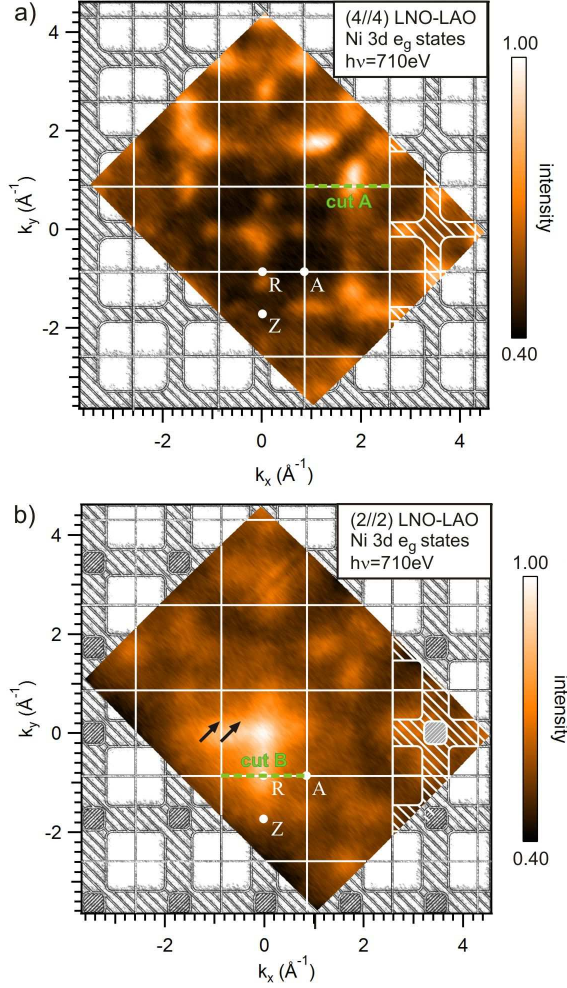 a)
(4//4) LNO-LAO
Ni 3d eg states
hν=710eV
1.00
intensity
0.40
4
2
0
-2
ky (Å-1)
cut A
R
A
Z
-2
0
2
4
kx (Å-1)
b)
(2//2) LNO-LAO
Ni 3d eg states
hν=710eV
1.00
intensity
0.40
4
2
0
-2
ky (Å-1)
cut B
R
A
Z
-2
0
2
4
kx (Å-1)